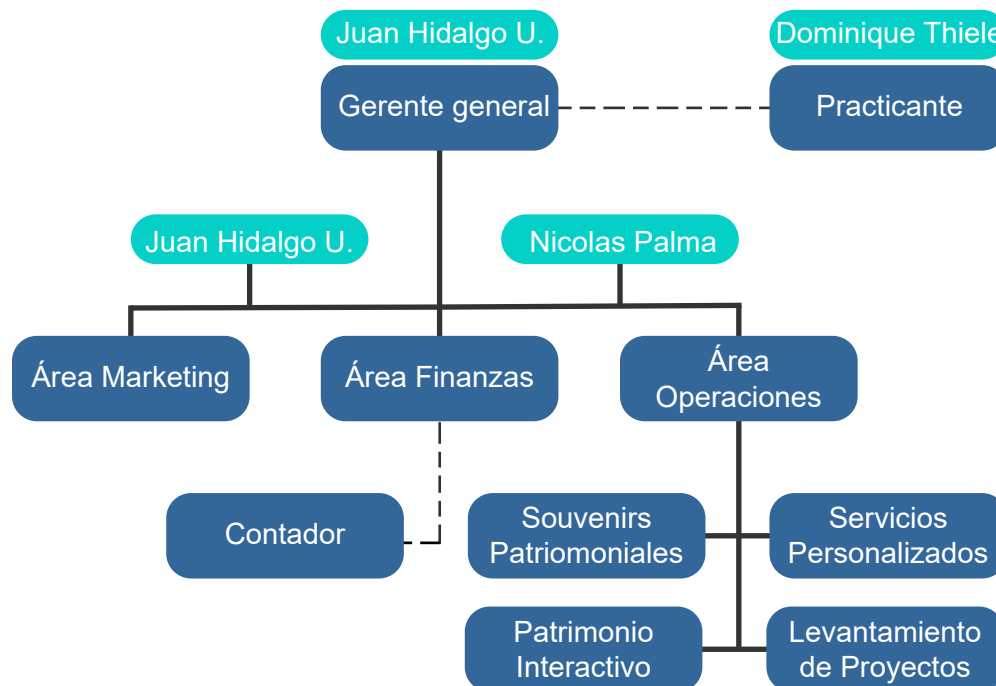 Juan Hidalgo U.
Dominique Thiele
Gerente general
Practicante
Juan Hidalgo U.
Nicolas Palma
Área Marketing
Área Finanzas
Área
Operaciones
Contador
Souvenirs
Patriomoniales
Servicios
Personalizados
Patrimonio
Interactivo
Levantamiento
de Proyectos